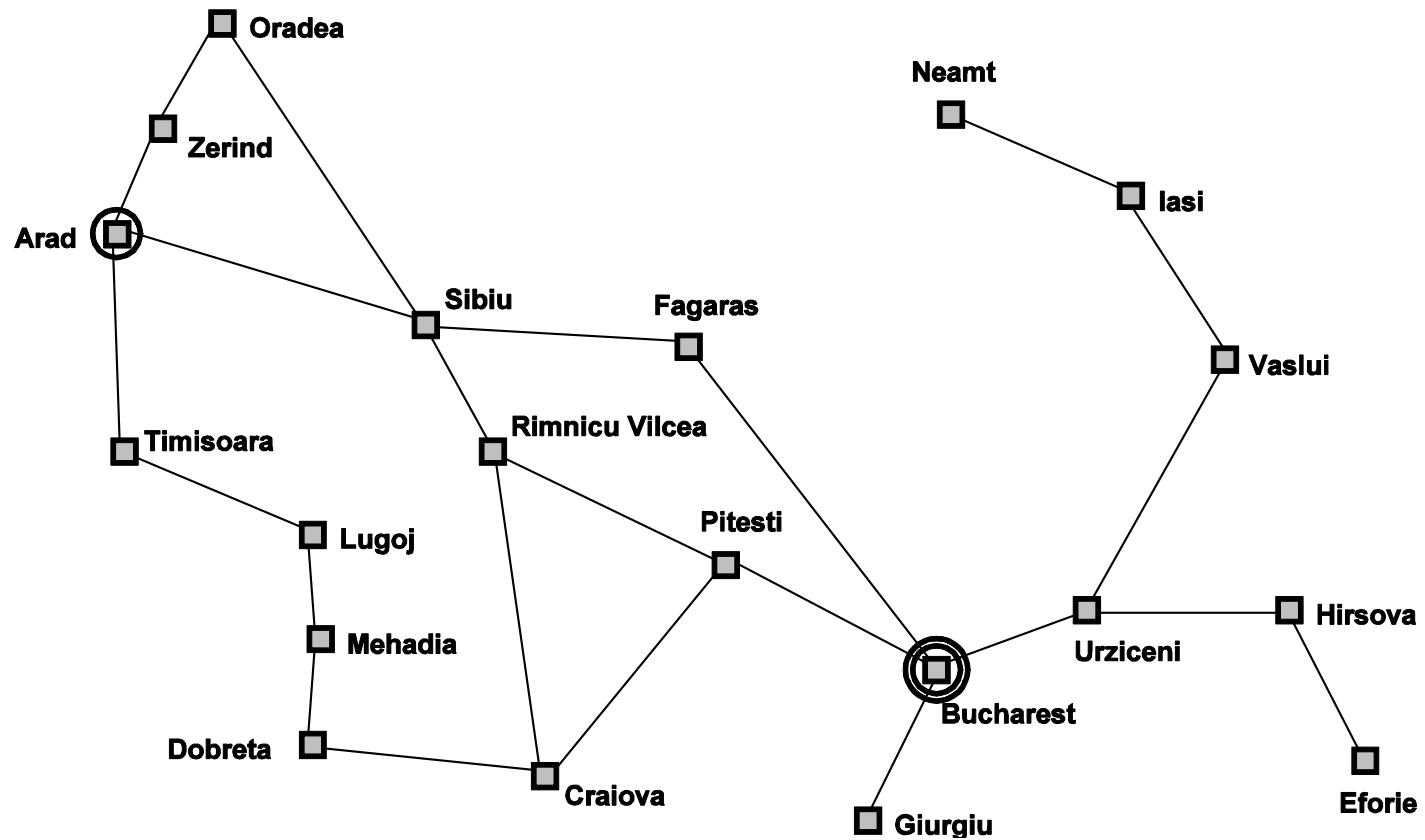 Oradea
Neamt
Zerind
Iasi
Arad
Sibiu
Fagaras
Vaslui
Rimnicu Vilcea
Timisoara
Pitesti
Lugoj
Hirsova
Mehadia
Urziceni
Bucharest
Dobreta
Craiova
Eforie
Giurgiu